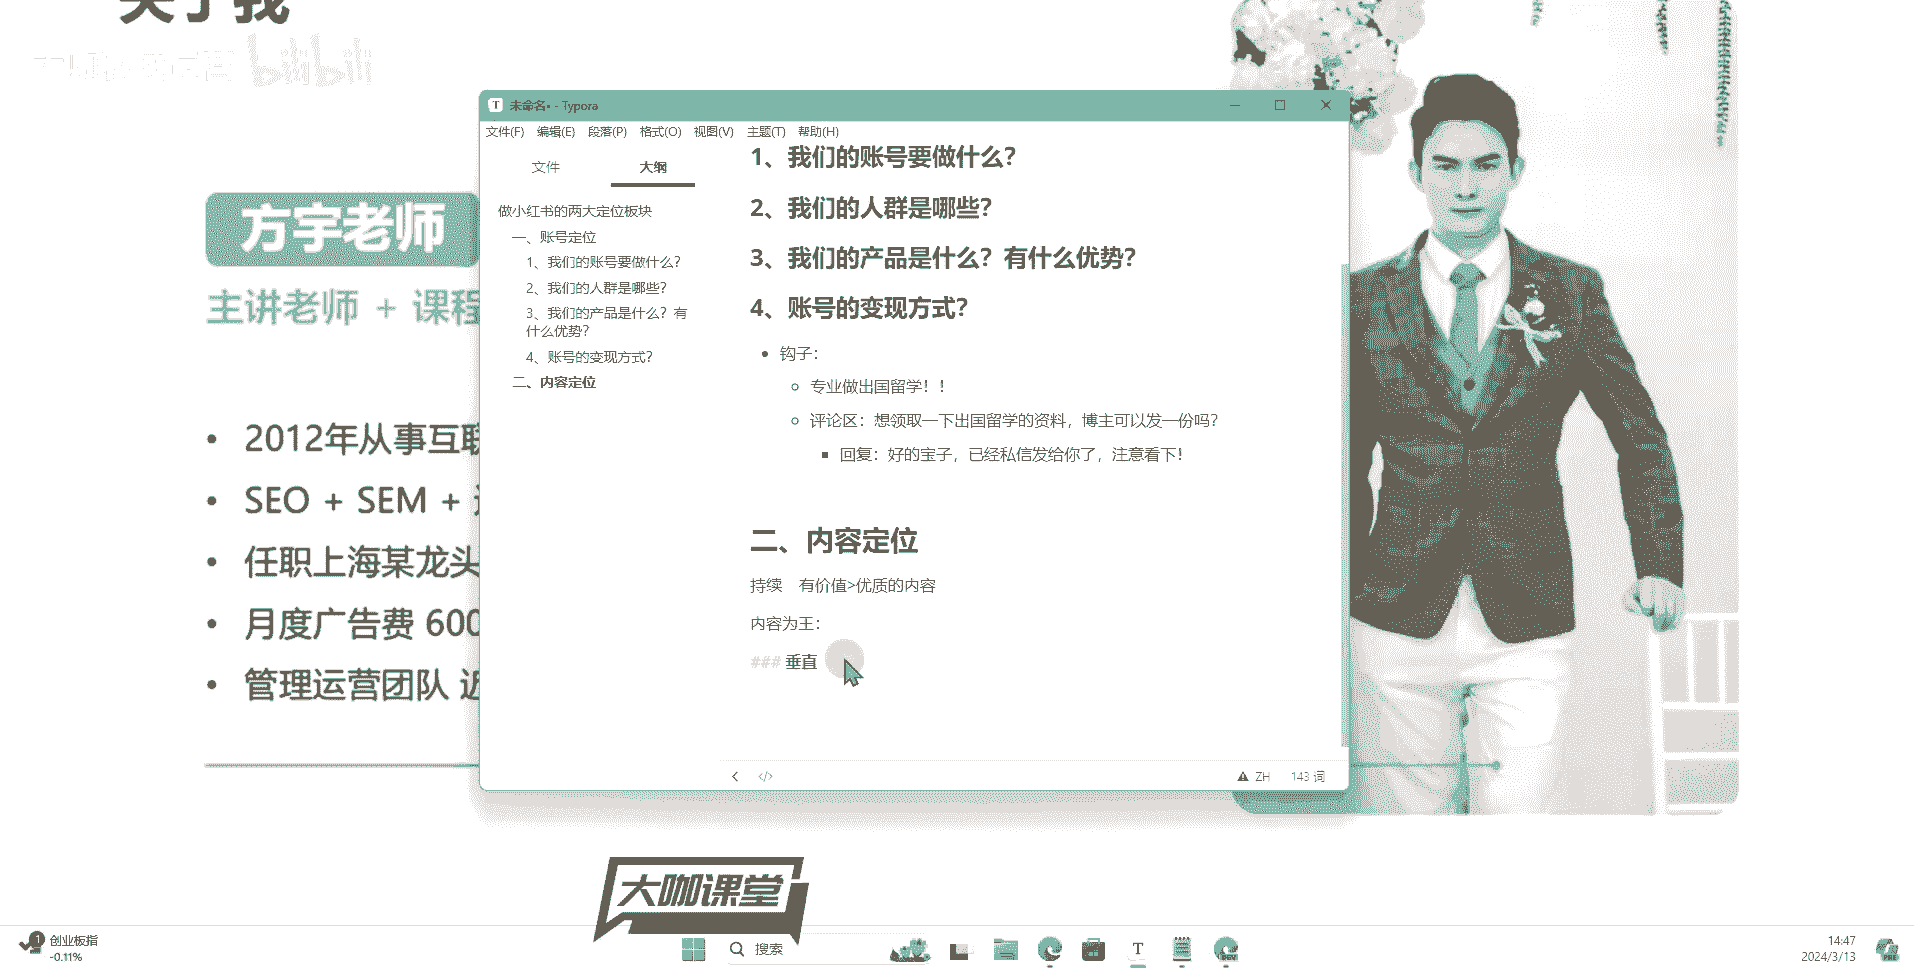 关于我
bilibili
方宇老师
主讲老师 + 课程
• 2012年从事互联
• SEO + SEM +
• 任职上海某龙头
• 月度广告费 600
• 管理运营团队 近
未命名• - Typora
文件(F) 编辑(E) 段落(P) 格式(O) 视图(V) 主题(T) 帮助(H)
文件 大纲
做小红书的两大定位板块
一、账号定位
1、我们的账号要做什么？
2、我们的人群是哪些？
3、我们的产品是什么？有
什么优势？
4、账号的变现方式？
二、内容定位
1、我们的账号要做什么？
2、我们的人群是哪些？
3、我们的产品是什么？有什么优势？
4、账号的变现方式？
• 钩子：
专业做出国留学！！
评论区：想领取一下出国留学的资料，博主可以发一份吗？
回复：好的宝子，已经私信发给你了，注意看下！
二、内容定位
持续 有价值>优质的内容
内容为王：
### 垂直
</> ZH 143 词
大咖课堂
1 创业板指
-0.11%
搜索
T
DEV
14:47
2024/3/13
PRE